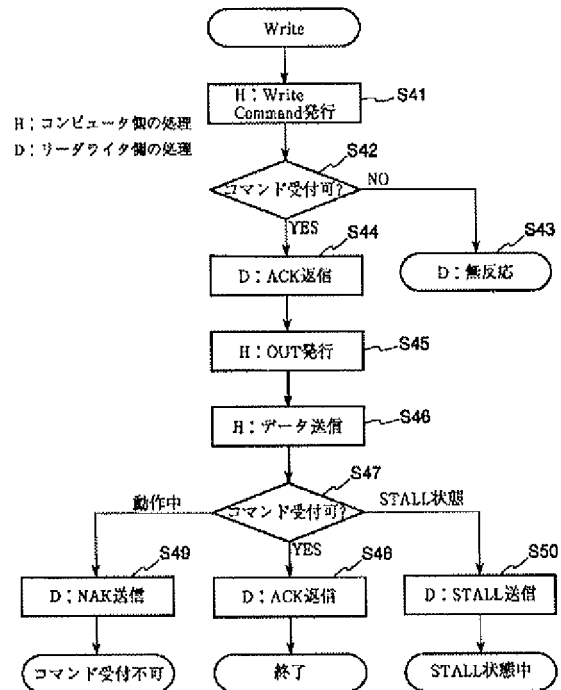 Write
H：Write
Command発行
S41
H：コンピュータ側の処理
D：リーダライタ側の処理
S42
コマンド受付可?
NO
YES
S43
S44
D：ACK返信
D：無反応
H：OUT発行
S45
H：データ送信
S46
S47
動作中
コマンド受付可?
STALL状態
YES
S49
S48
S50
D：NAK送信
D：ACK返信
D：STALL送信
コマンド受付不可
終了
STALL状態中